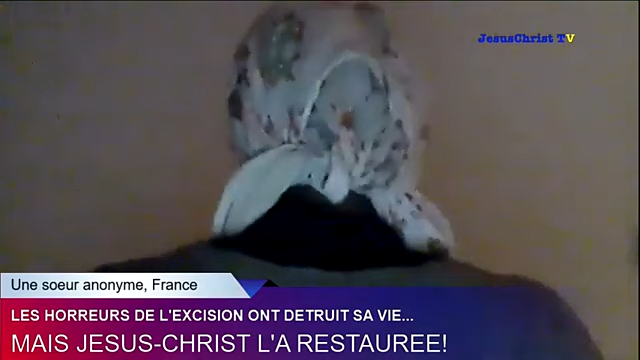 JesusChrist TV
Une soeur anonyme, France
LES HORREURS DE L'EXCISION ONT DETRUIT SA VIE...
MAIS JESUS-CHRIST L'A RESTAUREE!